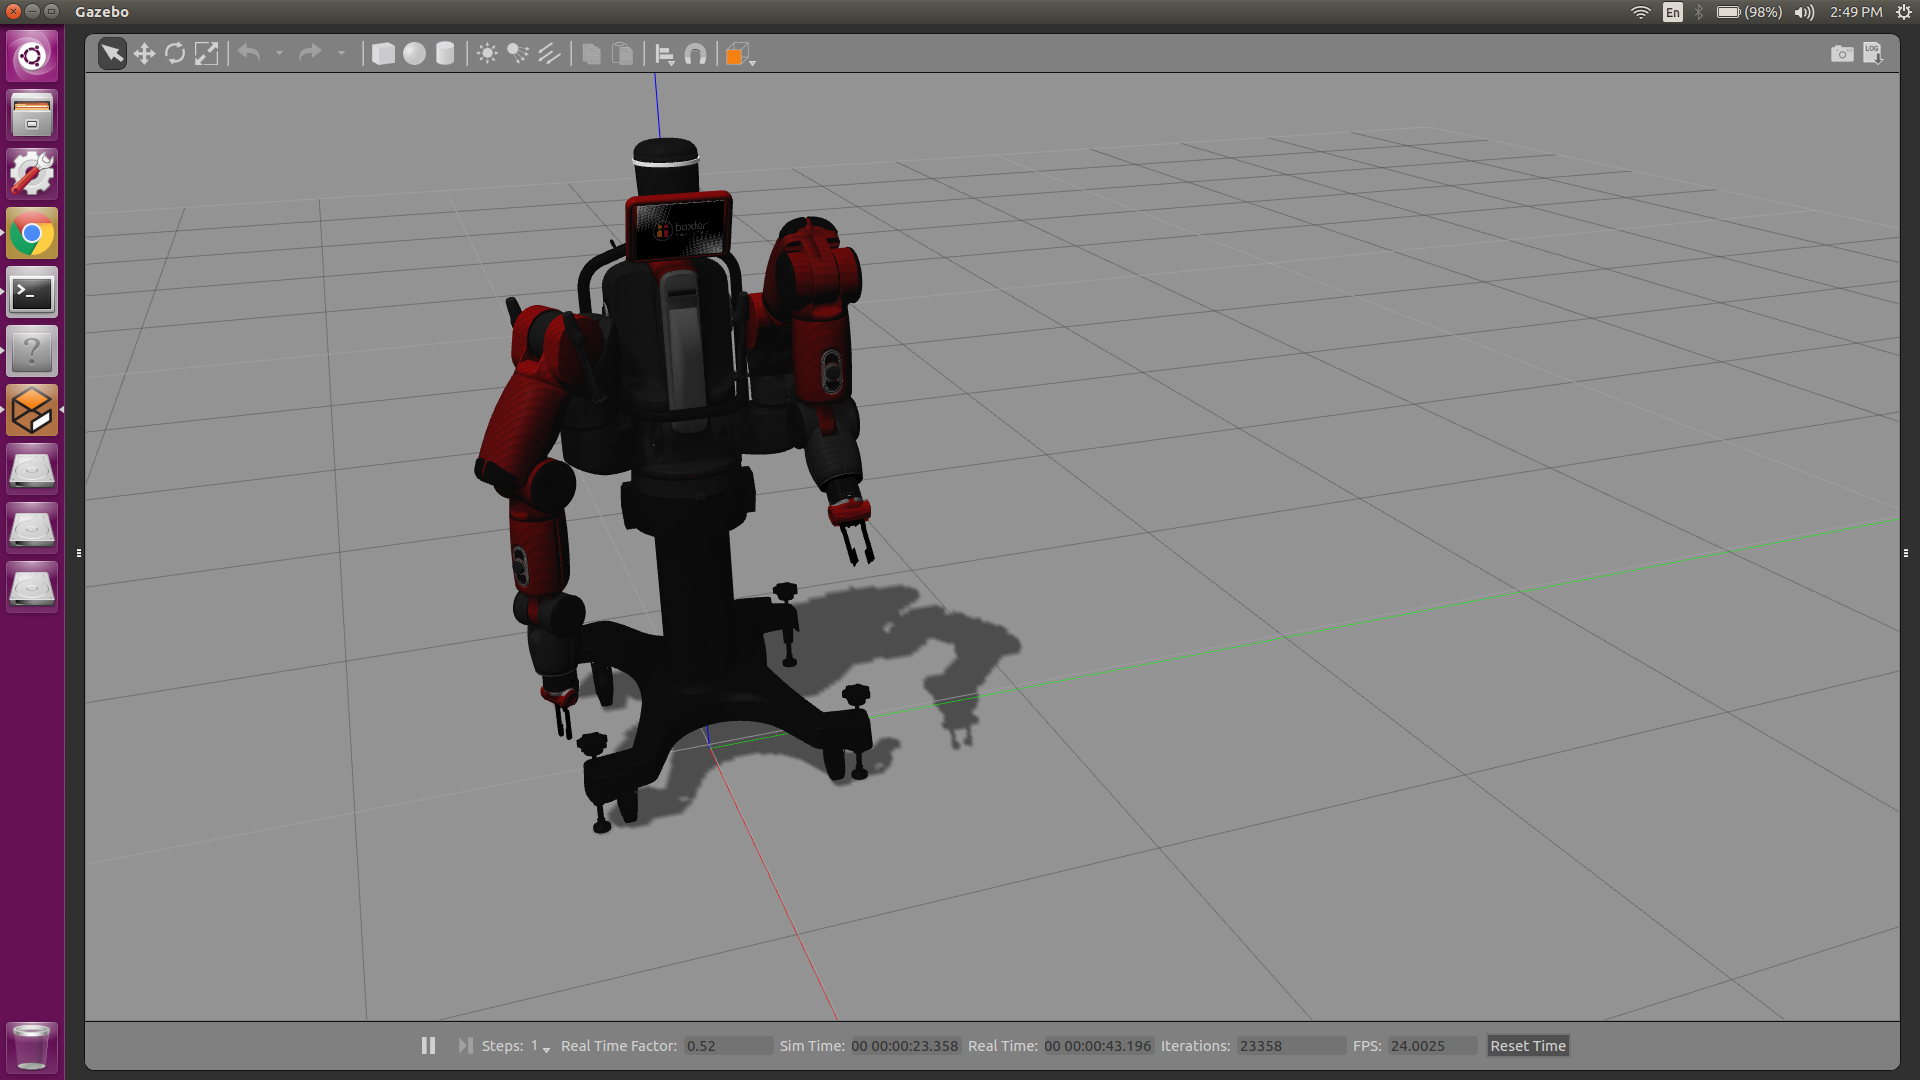 Gazebo
En
(98%)
2:49 PM
LOG
baxter
Steps: 1
Real Time Factor: 0.52
Sim Time: 00 00:00:23.358
Real Time: 00 00:00:43.196
Iterations: 23358
FPS: 24.0025
Reset Time